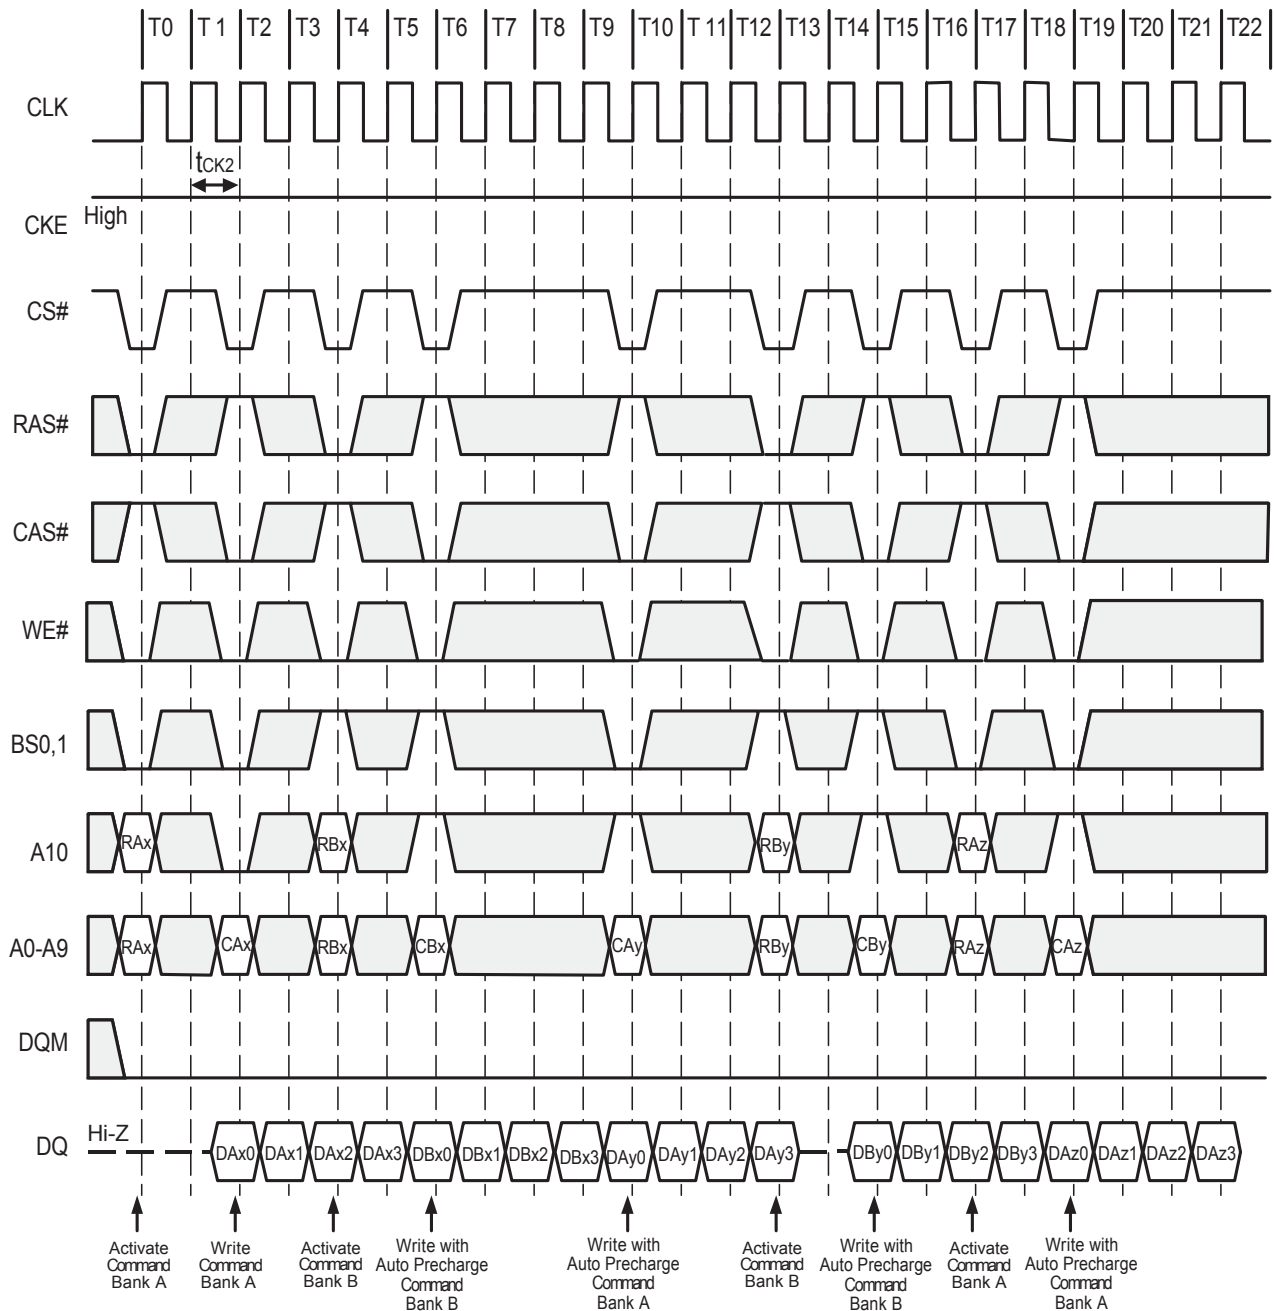 T0 T 1 T2 T3 T4 T5 T6 T7 T8 T9 T10 T 11 T12 T13 T14 T15 T16 T17 T18 T19 T20 T21 T22
CLK
tCK2
CKE High
CS#
RAS#
CAS#
WE#
BS0,1
A10 RAx RBx RBy RAz
A0-A9 RAx CAx RBx CBx CAy RBy CBy RAz CAz
DQM
DQ Hi-Z DAx0 DAx1 DAx2 DAx3 DBx0 DBx1 DBx2 DBx3 DAy0 DAy1 DAy2 DAy3 DBy0 DBy1 DBy2 DBy3 DAz0 DAz1 DAz2 DAz3
Activate
Command
Bank A
Write
Command
Bank A
Activate
Command
Bank B
Write with
Auto Precharge
Command
Bank B
Write with
Auto Precharge
Command
Bank A
Activate
Command
Bank B
Write with
Auto Precharge
Command
Bank B
Activate
Command
Bank A
Write with
Auto Precharge
Command
Bank A